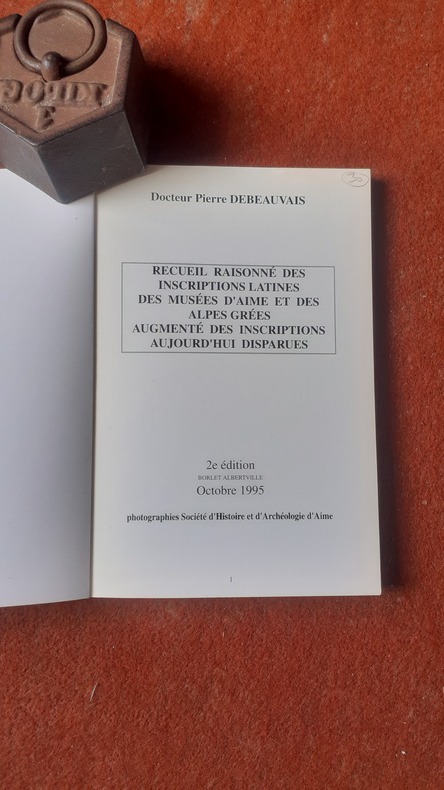 Docteur Pierre DEBEAUVAIS
RECUEIL RAISONNÉ DES
INSCRIPTIONS LATINES
DES MUSÉES D'AIME ET DES
ALPES GRÉES
AUGMENTÉ DES INSCRIPTIONS
AUJOURD'HUI DISPARUES
2e édition
BORLET ALBERTVILLE
Octobre 1995
photographies Société d'Histoire et d'Archéologie d'Aime
1